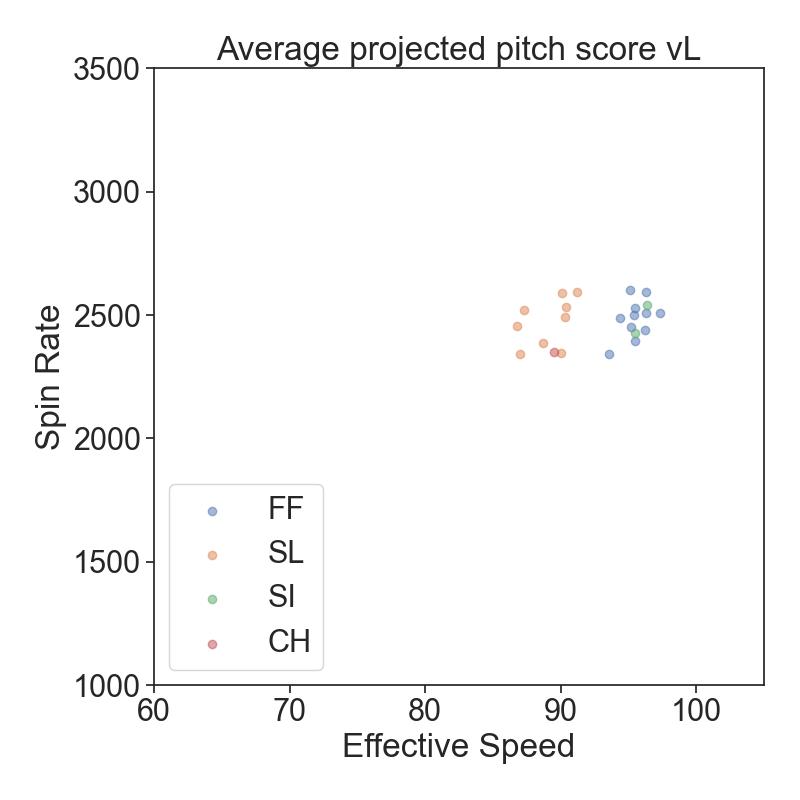 Average projected pitch score vL
3500
3000
2500
2000
1500
1000
Spin Rate
FF
SL
SI
CH
60 70 80 90 100
Effective Speed